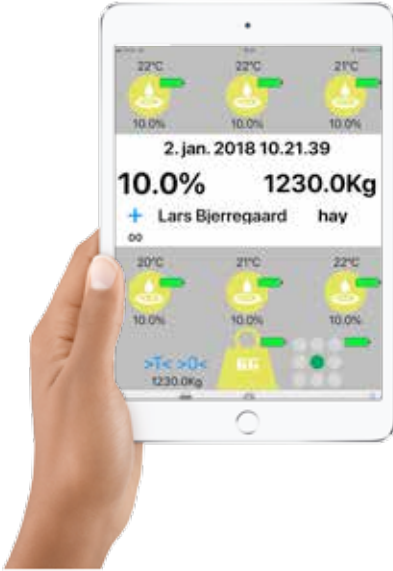 22°C 22°C 21°C
10.0% 10.0% 10.0%
2. jan. 2018 10.21.39
10.0% 1230.0Kg
+ Lars Bjerregaard hay
∞
20°C 21°C 22°C
10.0% 10.0% 10.0%
>T< >0<
1230.0Kg